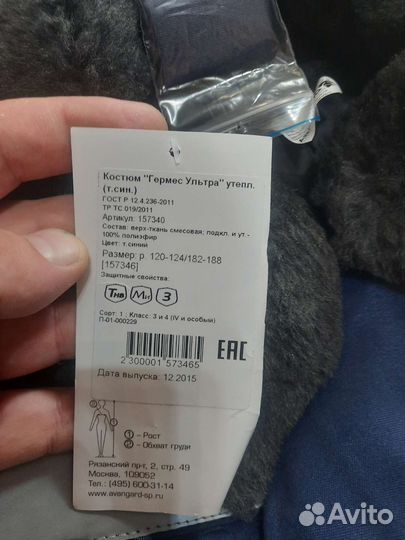 Костюм "Гермес Ультра" утепл.
(т.син.)
ГОСТ Р 12.4.236-2011
ТР ТС 019/2011
Артикул: 157340
Состав: верх-ткань смесовая; подкл. и ут.-
100% полиэфир
Цвет: т.синий
Размер: р. 120-124/182-188
[157346]
Защитные свойства:
Тнв Ми З
Сорт: 1 ; Класс: 3 и 4 (IV и особый)
П-01-000229
2 300001 573465
EAC
Дата выпуска: 12.2015
① – Рост
② – Обхват груди
Рязанский пр-т, 2, стр. 49
Москва, 109052
Тел.: (495) 600-31-14
www.avangard-sp.ru
Avito